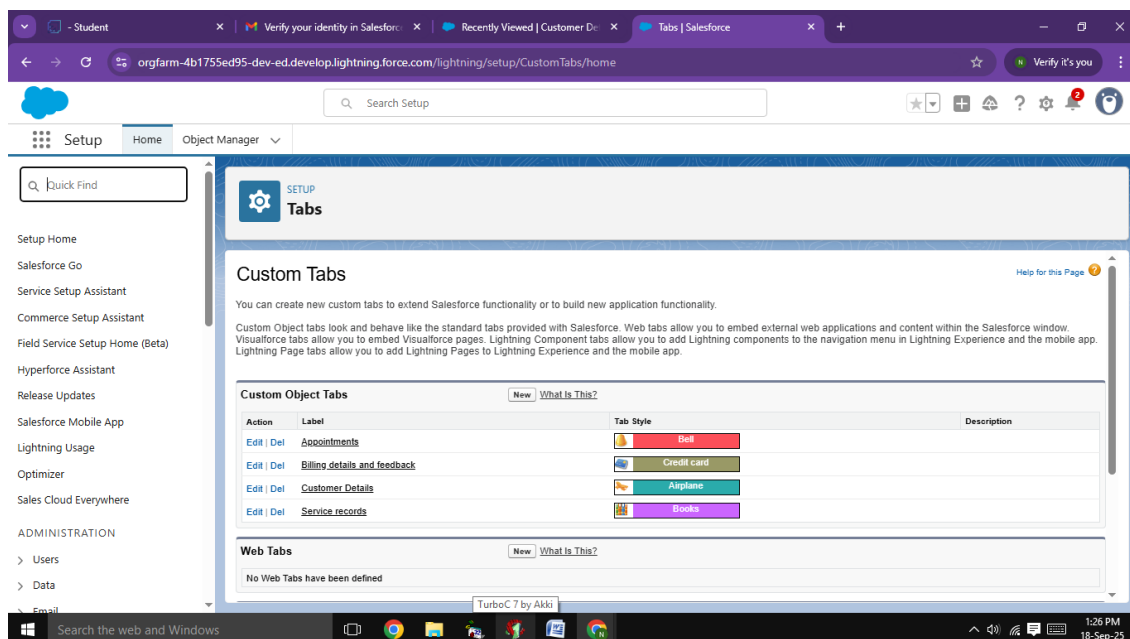 - Student
Verify your identity in Salesforc
Recently Viewed | Customer De
Tabs | Salesforce
orgfarm-4b1755ed95-dev-ed.develop.lightning.force.com/lightning/setup/CustomTabs/home
N
Verify it's you
Search Setup
2
Setup
Home
Object Manager
Quick Find
Setup Home
Salesforce Go
Service Setup Assistant
Commerce Setup Assistant
Field Service Setup Home (Beta)
Hyperforce Assistant
Release Updates
Salesforce Mobile App
Lightning Usage
Optimizer
Sales Cloud Everywhere
ADMINISTRATION
Users
Data
Email
SETUP
Tabs
Custom Tabs
Help for this Page
You can create new custom tabs to extend Salesforce functionality or to build new application functionality.
Custom Object tabs look and behave like the standard tabs provided with Salesforce. Web tabs allow you to embed external web applications and content within the Salesforce window.
Visualforce tabs allow you to embed Visualforce pages. Lightning Component tabs allow you to add Lightning components to the navigation menu in Lightning Experience and the mobile app.
Lightning Page tabs allow you to add Lightning Pages to Lightning Experience and the mobile app.
Custom Object Tabs New What Is This?
Action Label Tab Style Description
Edit | Del Appointments Bell
Edit | Del Billing details and feedback Credit card
Edit | Del Customer Details Airplane
Edit | Del Service records Books
Web Tabs New What Is This?
No Web Tabs have been defined
TurboC 7 by Akki
Search the web and Windows
1:26 PM
18-Sep-25